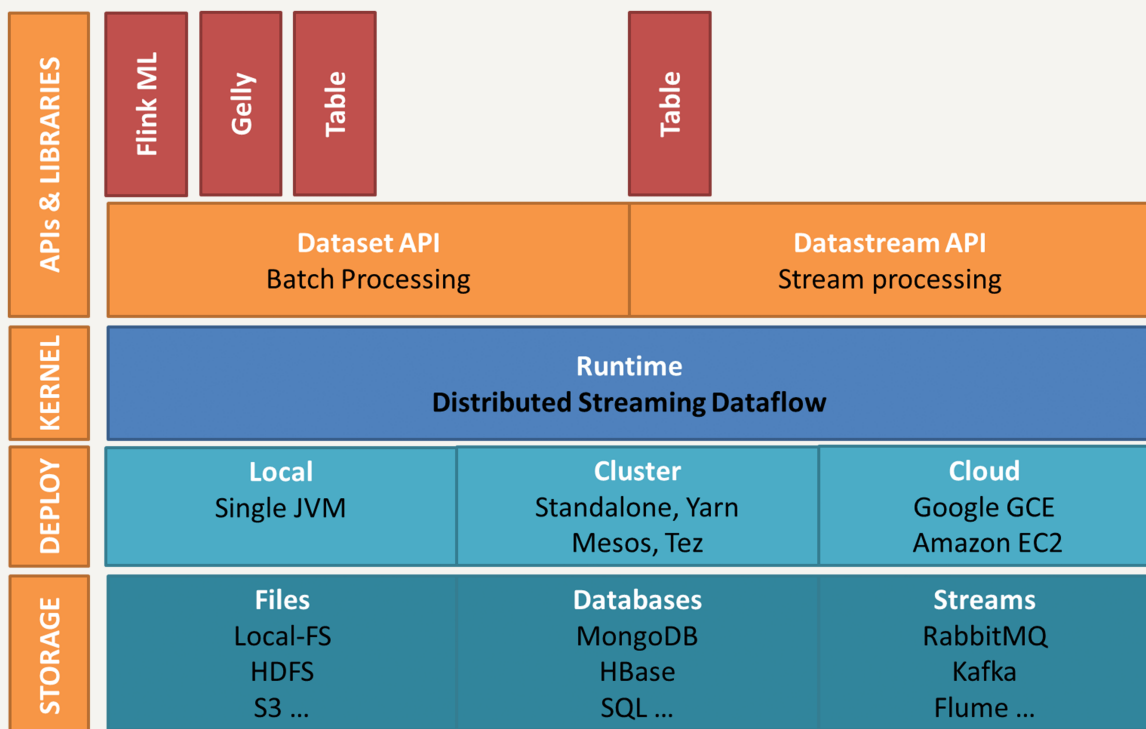 APIs & LIBRARIES
Flink ML
Gelly
Table
Table
Dataset API
Batch Processing
Datastream API
Stream processing
KERNEL
Runtime
Distributed Streaming Dataflow
DEPLOY
Local
Single JVM
Cluster
Standalone, Yarn
Mesos, Tez
Cloud
Google GCE
Amazon EC2
STORAGE
Files
Local-FS
HDFS
S3 ...
Databases
MongoDB
HBase
SQL ...
Streams
RabbitMQ
Kafka
Flume ...